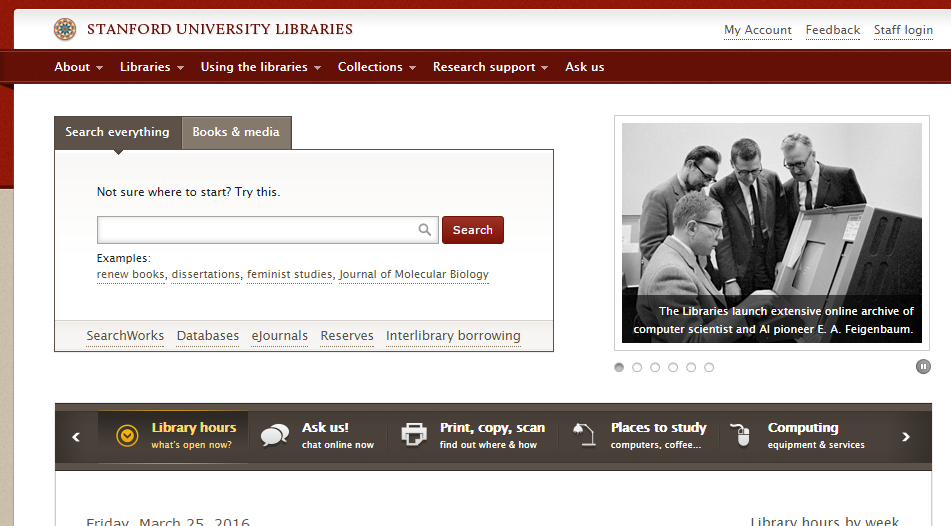 STANFORD UNIVERSITY LIBRARIES
My Account Feedback Staff login
About Libraries Using the libraries Collections Research support Ask us
Search everything Books & media
Not sure where to start? Try this.
Search
Examples:
renew books, dissertations, feminist studies, Journal of Molecular Biology
SearchWorks Databases eJournals Reserves Interlibrary borrowing
The Libraries launch extensive online archive of
computer scientist and AI pioneer E. A. Feigenbaum.
Library hours
what's open now?
Ask us!
chat online now
Print, copy, scan
find out where & how
Places to study
computers, coffee...
Computing
equipment & services
Friday, March 25, 2016
Library hours by week